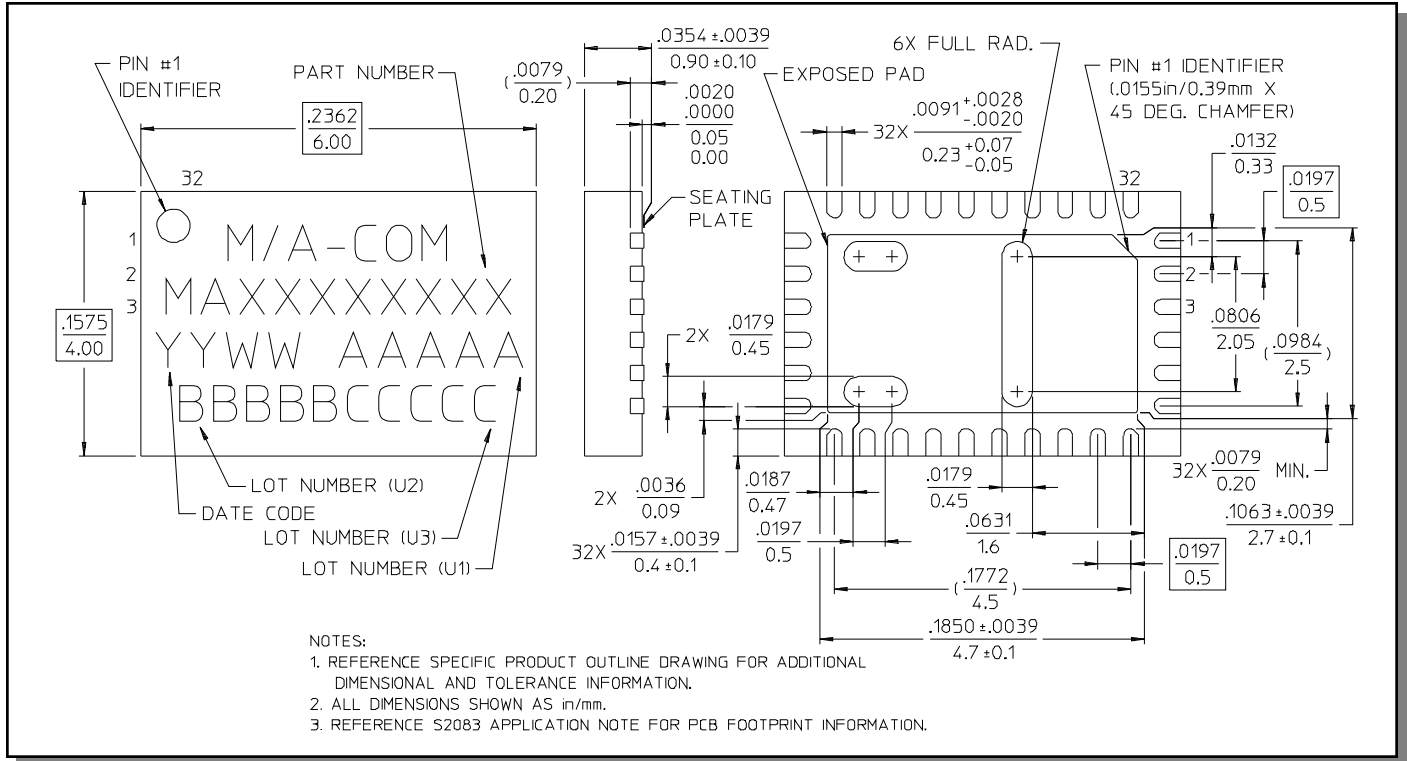 PIN #1
IDENTIFIER
PART NUMBER
.2362
6.00
32
1
2
3
.1575
4.00
M/A-COM
MAXXXXXXXXX
YYWW AAAAA
BBBBBCCCCC
LOT NUMBER (U2)
DATE CODE
LOT NUMBER (U3)
LOT NUMBER (U1)
.0354 ±.0039
0.90 ±0.10
(.0079)
0.20
.0020
.0000
0.05
0.00
SEATING
PLATE
EXPOSED PAD
6X FULL RAD.
32X .0091 +.0028 -.0020
0.23 +0.07 -0.05
PIN #1 IDENTIFIER
(.0155in/0.39mm X
45 DEG. CHAMFER)
.0132
0.33
.0197
0.5
32
1
2
3
2X .0179
0.45
.0806
2.05
(.0984)
2.5
2X .0036
0.09
32X .0157±.0039
0.4 ±0.1
.0187
0.47
.0197
0.5
.0179
0.45
.0631
1.6
32X .0079 MIN.
0.20
.1063±.0039
2.7 ±0.1
.0197
0.5
(.1772)
4.5
.1850±.0039
4.7 ±0.1
NOTES:
1. REFERENCE SPECIFIC PRODUCT OUTLINE DRAWING FOR ADDITIONAL
DIMENSIONAL AND TOLERANCE INFORMATION.
2. ALL DIMENSIONS SHOWN AS in/mm.
3. REFERENCE S2083 APPLICATION NOTE FOR PCB FOOTPRINT INFORMATION.